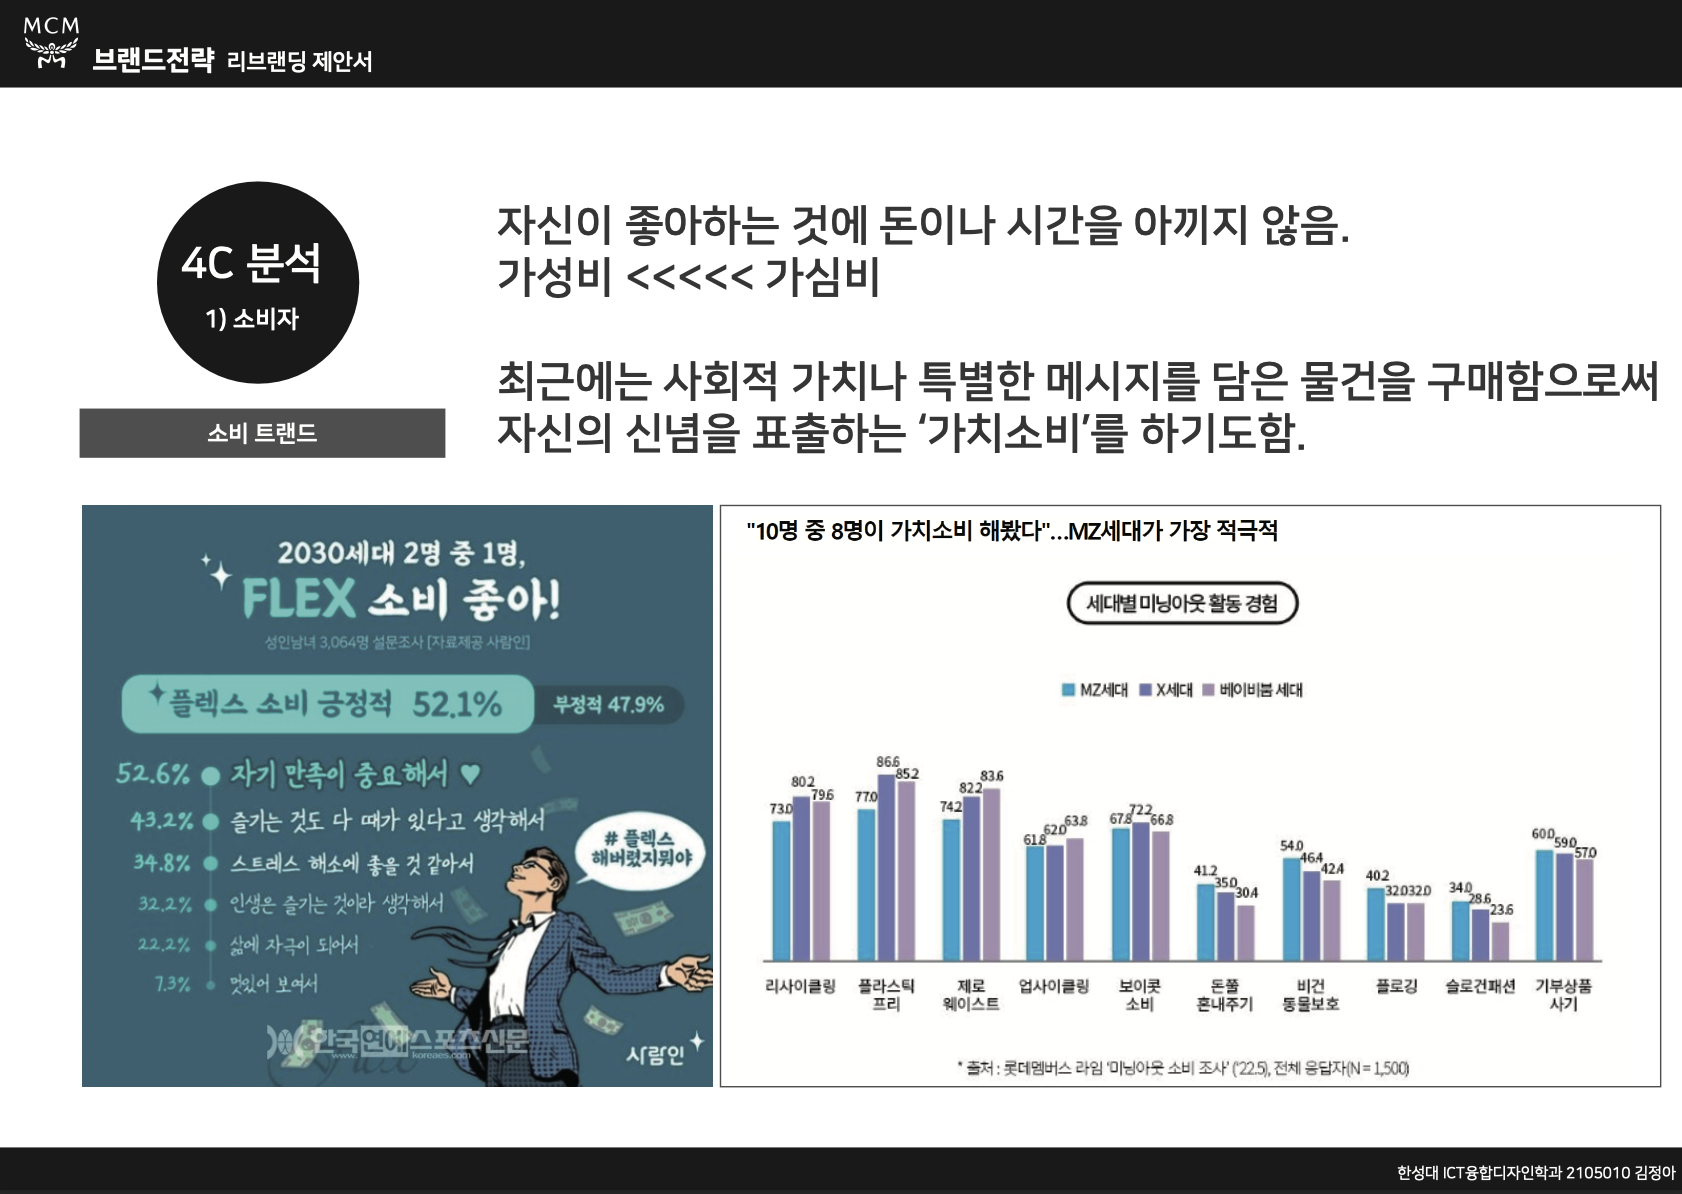 MCM
브랜드전략 리브랜딩 제안서
4C 분석
1) 소비자
소비 트랜드
자신이 좋아하는 것에 돈이나 시간을 아끼지 않음.
가성비 <<<<< 가심비
최근에는 사회적 가치나 특별한 메시지를 담은 물건을 구매함으로써
자신의 신념을 표출하는 ‘가치소비’를 하기도함.
2030세대 2명 중 1명,
FLEX 소비 좋아!
성인남녀 3,064명 설문조사 [자료제공 사람인]
플렉스 소비 긍정적 52.1%
부정적 47.9%
52.6% 자기 만족이 중요해서 ♥
43.2% 즐기는 것도 다 때가 있다고 생각해서
34.8% 스트레스 해소에 좋을 것 같아서
32.2% 인생은 즐기는 것이라 생각해서
22.2% 삶에 자극이 되어서
7.3% 멋있어 보여서
# 플렉스
해버렸지뭐야
한국연예스포츠신문
www. koreaes.com
Flex
사람인
"10명 중 8명이 가치소비 해봤다"...MZ세대가 가장 적극적
세대별 미닝아웃 활동 경험
MZ세대 X세대 베이비붐 세대
73.0 80.2 79.6
77.0 86.6 85.2
74.2 82.2 83.6
61.8 62.0 63.8
67.8 72.2 66.8
41.2 35.0 30.4
54.0 46.4 42.4
40.2 32.0 32.0
34.0 28.6 23.6
60.0 59.0 57.0
리사이클링
플라스틱
프리
제로
웨이스트
업사이클링
보이콧
소비
돈쭐
혼내주기
비건
동물보호
플로깅
슬로건패션
기부상품
사기
* 출처 : 롯데멤버스 라임 '미닝아웃 소비 조사' ('22.5), 전체 응답자(N = 1,500)
한성대 ICT융합디자인학과 2105010 김정아